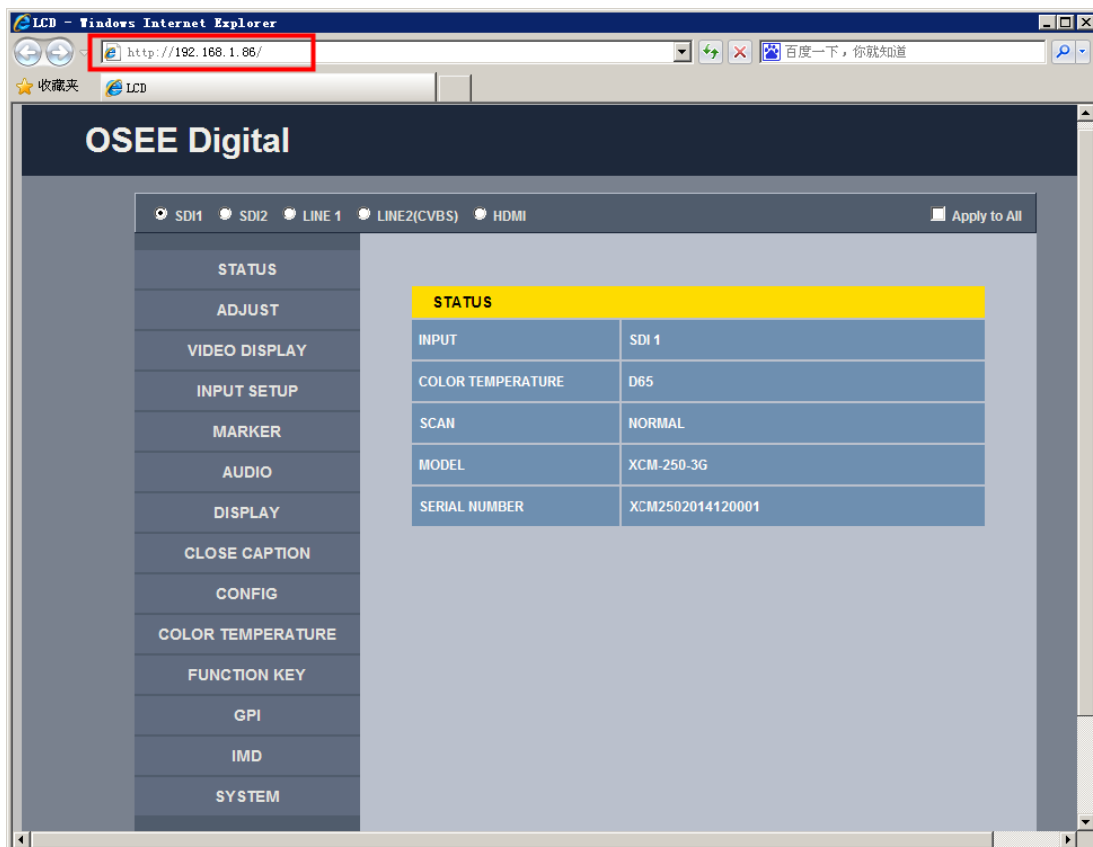 LCD - Windows Internet Explorer
http://192.168.1.86/
百度一下，你就知道
收藏夹
LCD
OSEE Digital
SDI1 SDI2 LINE 1 LINE2(CVBS) HDMI Apply to All
STATUS
ADJUST
VIDEO DISPLAY
INPUT SETUP
MARKER
AUDIO
DISPLAY
CLOSE CAPTION
CONFIG
COLOR TEMPERATURE
FUNCTION KEY
GPI
IMD
SYSTEM
STATUS
INPUT SDI 1
COLOR TEMPERATURE D65
SCAN NORMAL
MODEL XCM-250-3G
SERIAL NUMBER XCM2502014120001